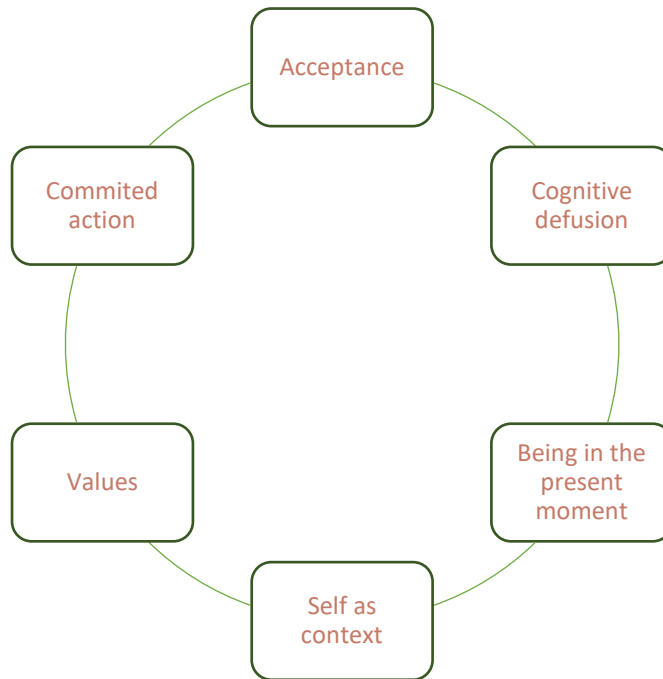 Acceptance
Cognitive
defusion
Being in the
present
moment
Self as
context
Values
Commited
action